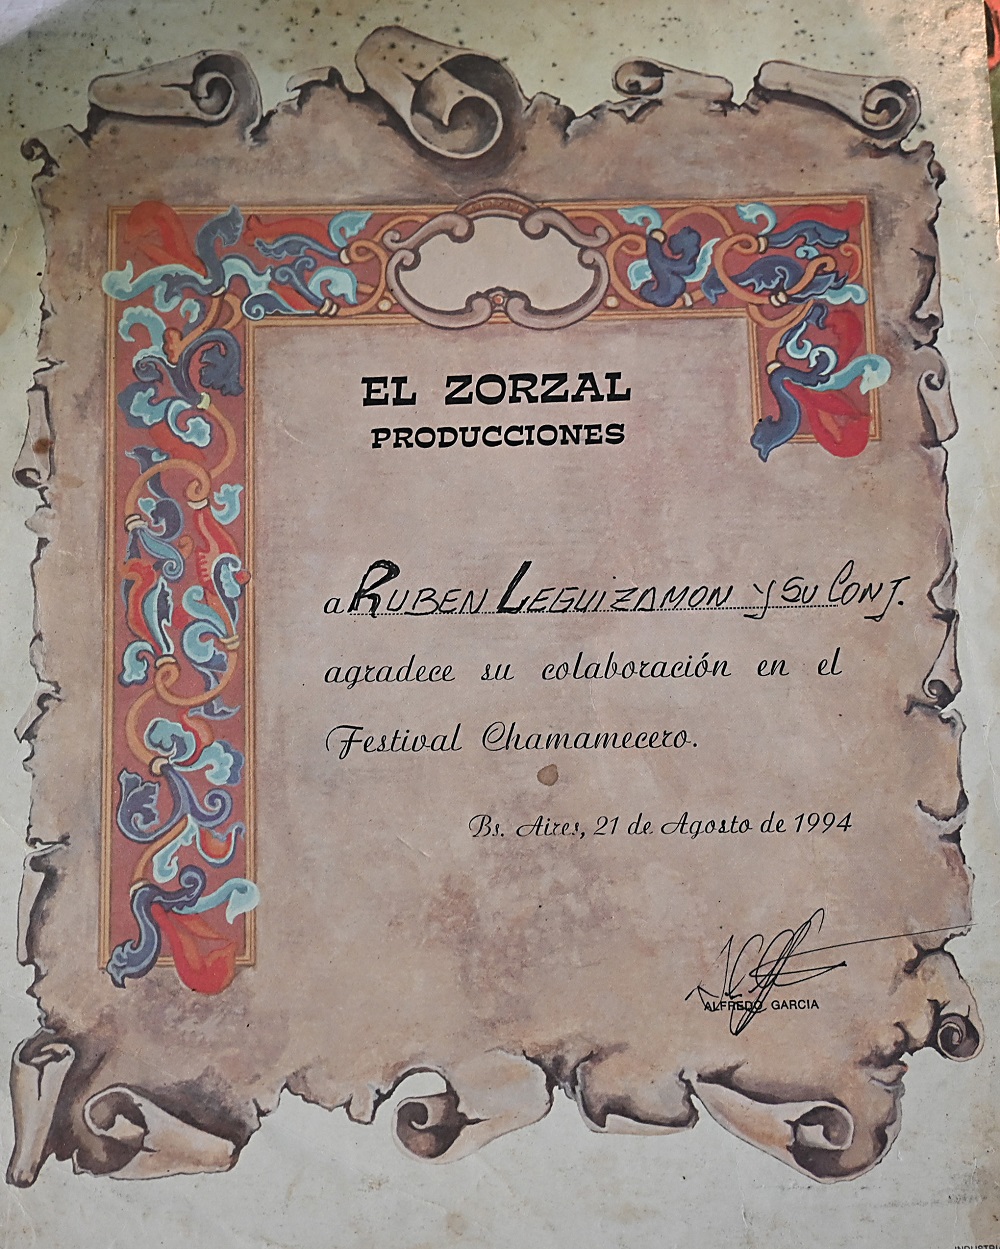 EL ZORZAL
PRODUCCIONES
a RUBEN LEGUIZAMON Y SU CONJ.
agradece su colaboración en el
Festival Chamamecero.
Bs. Aires, 21 de Agosto de 1994
ALFREDO GARCIA